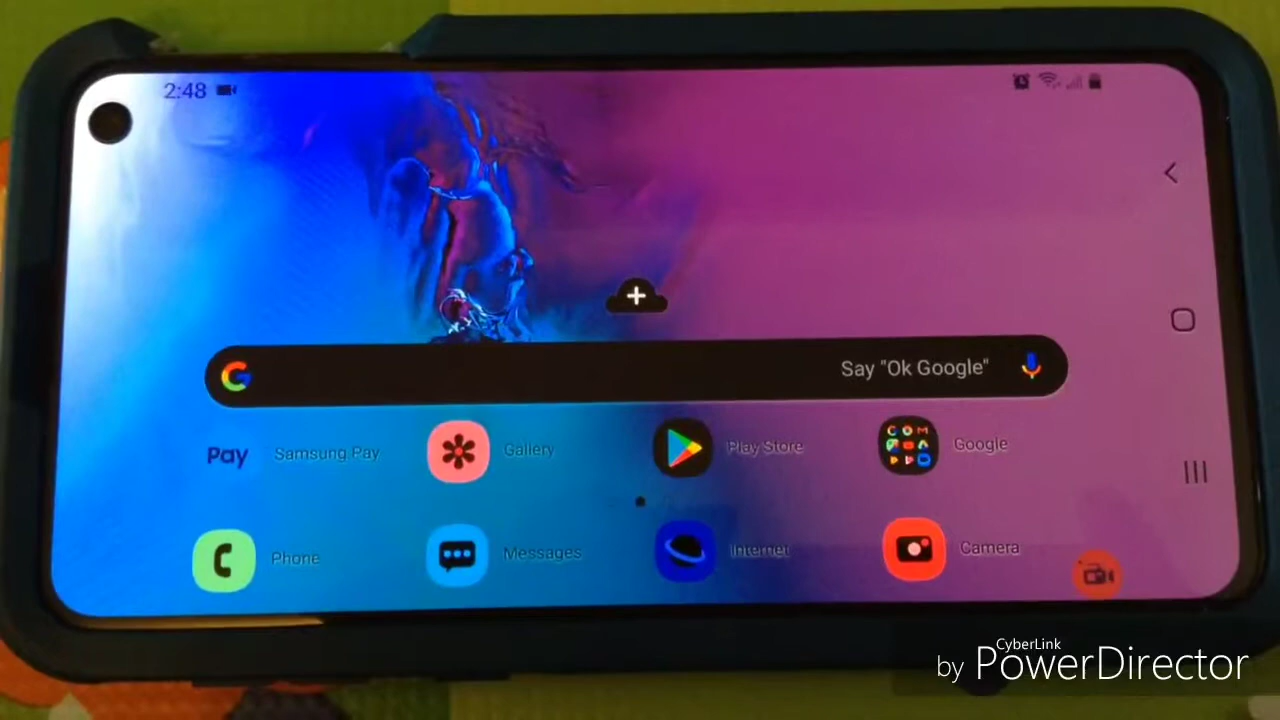 2:48
G
Say "Ok Google"
Pay
Samsung Pay
Gallery
Play Store
Google
Phone
Messages
Internet
Camera
CyberLink
by PowerDirector